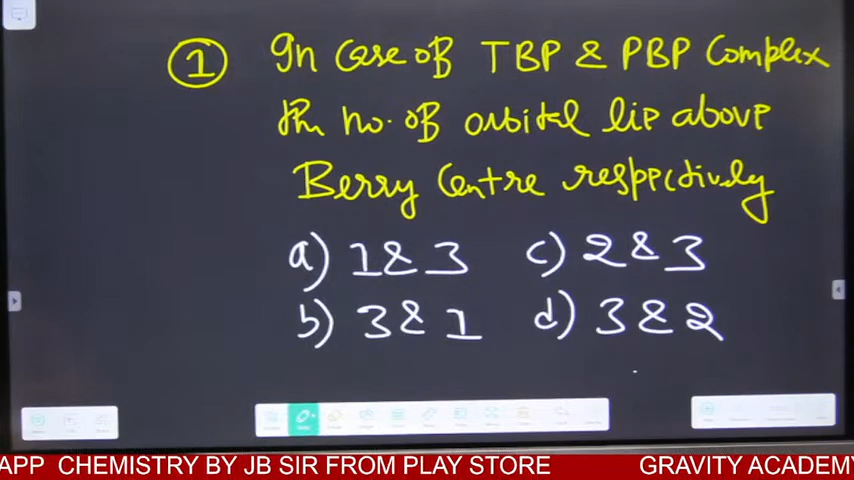 1 In case of TBP & PBP complex
the no. of orbital lie above
Berry Centre respectively
a) 1 & 3 c) 2 & 3
b) 3 & 1 d) 3 & 2
APP CHEMISTRY BY JB SIR FROM PLAY STORE GRAVITY ACADEMY